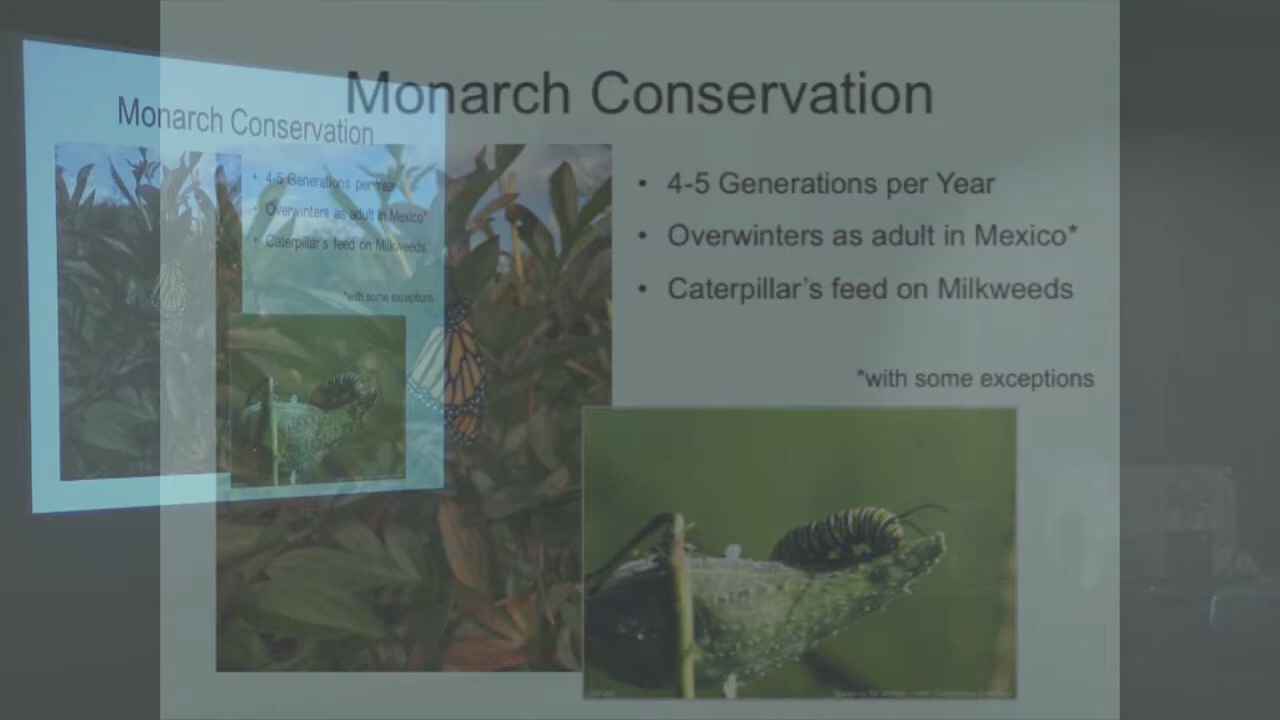 Monarch Conservation
• 4-5 Generations per Year
• Overwinters as adult in Mexico*
• Caterpillar's feed on Milkweeds
*with some exceptions
Monarch Conservation
• 4-5 Generations per Year
• Overwinters as adult in Mexico*
• Caterpillar’s feed on Milkweeds
*with some exceptions